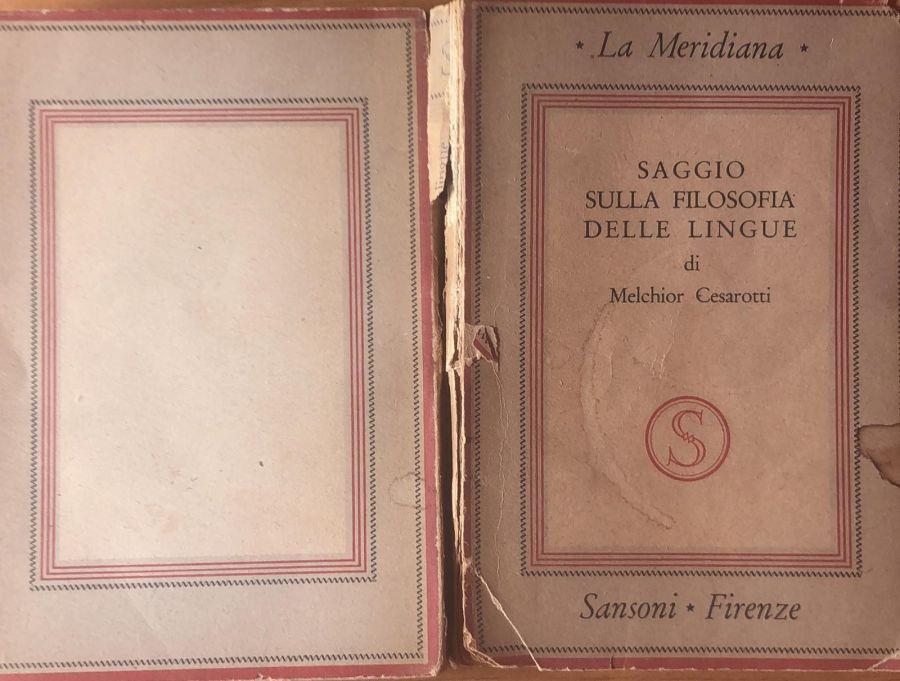 * La Meridiana *
SAGGIO
SULLA FILOSOFIA
DELLE LINGUE
di
Melchior Cesarotti
S
Sansoni * Firenze